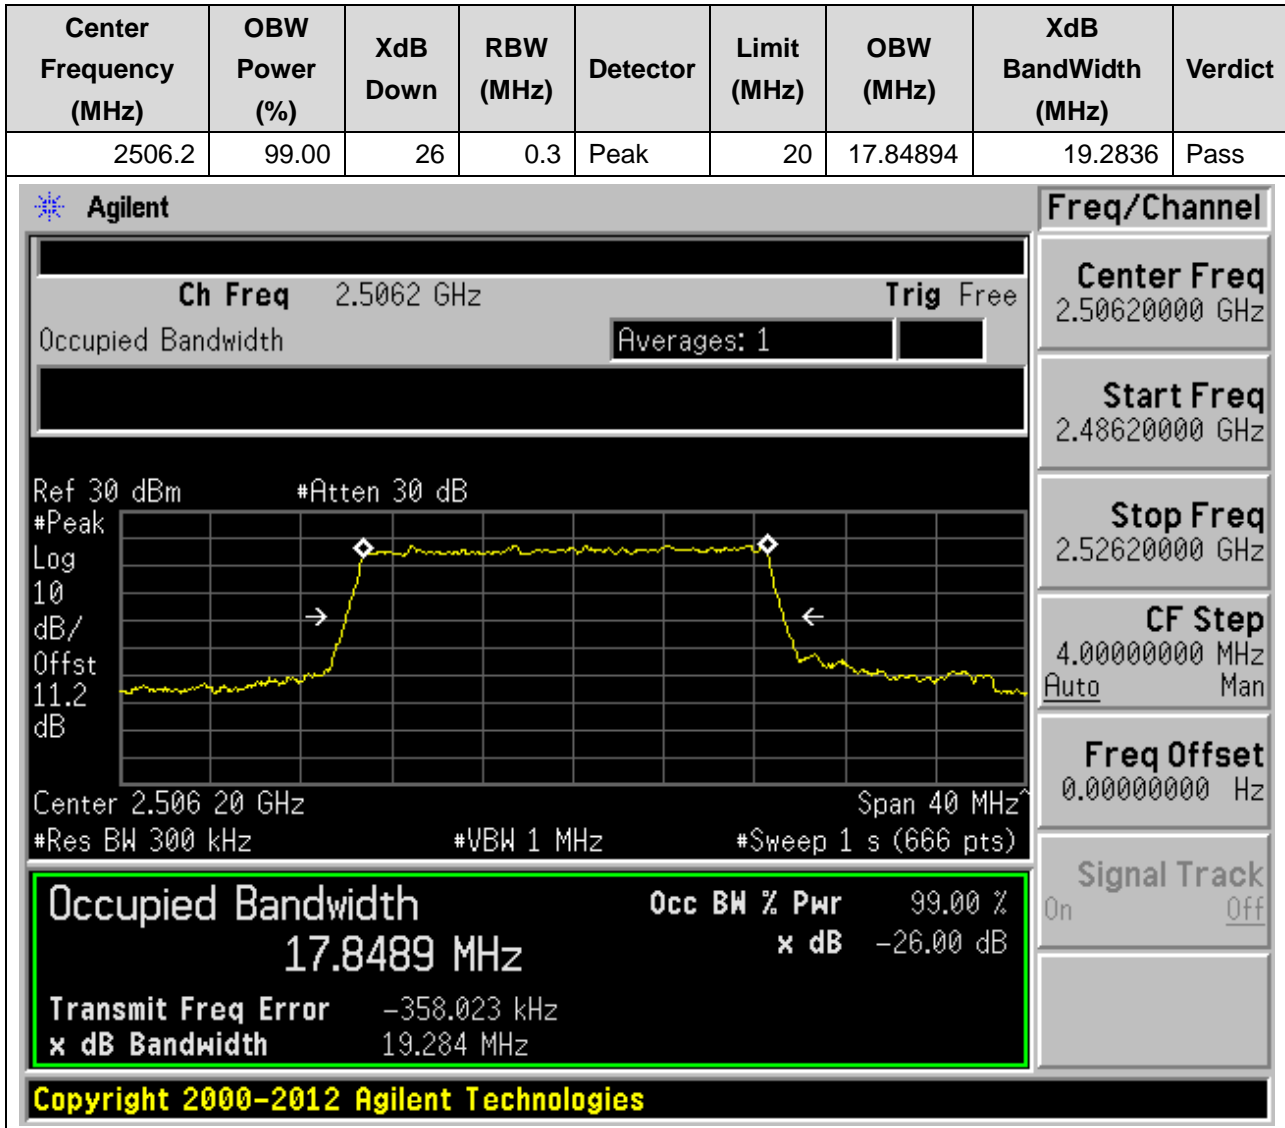 Center Frequency (MHz) OBW Power (%) XdB Down RBW (MHz) Detector Limit (MHz) OBW (MHz) XdB BandWidth (MHz) Verdict
2506.2 99.00 26 0.3 Peak 20 17.84894 19.2836 Pass
Agilent
Freq/Channel
Ch Freq 2.5062 GHz Trig Free
Occupied Bandwidth Averages: 1
Ref 30 dBm #Atten 30 dB
#Peak
Log
10
dB/
Offst
11.2
dB
Center 2.506 20 GHz Span 40 MHz^
#Res BW 300 kHz #VBW 1 MHz #Sweep 1 s (666 pts)
Occupied Bandwidth
17.8489 MHz
Occ BW % Pwr 99.00 %
x dB -26.00 dB
Transmit Freq Error -358.023 kHz
x dB Bandwidth 19.284 MHz
Center Freq
2.50620000 GHz
Start Freq
2.48620000 GHz
Stop Freq
2.52620000 GHz
CF Step
4.00000000 MHz
Auto Man
Freq Offset
0.00000000 Hz
Signal Track
On Off
Copyright 2000-2012 Agilent Technologies